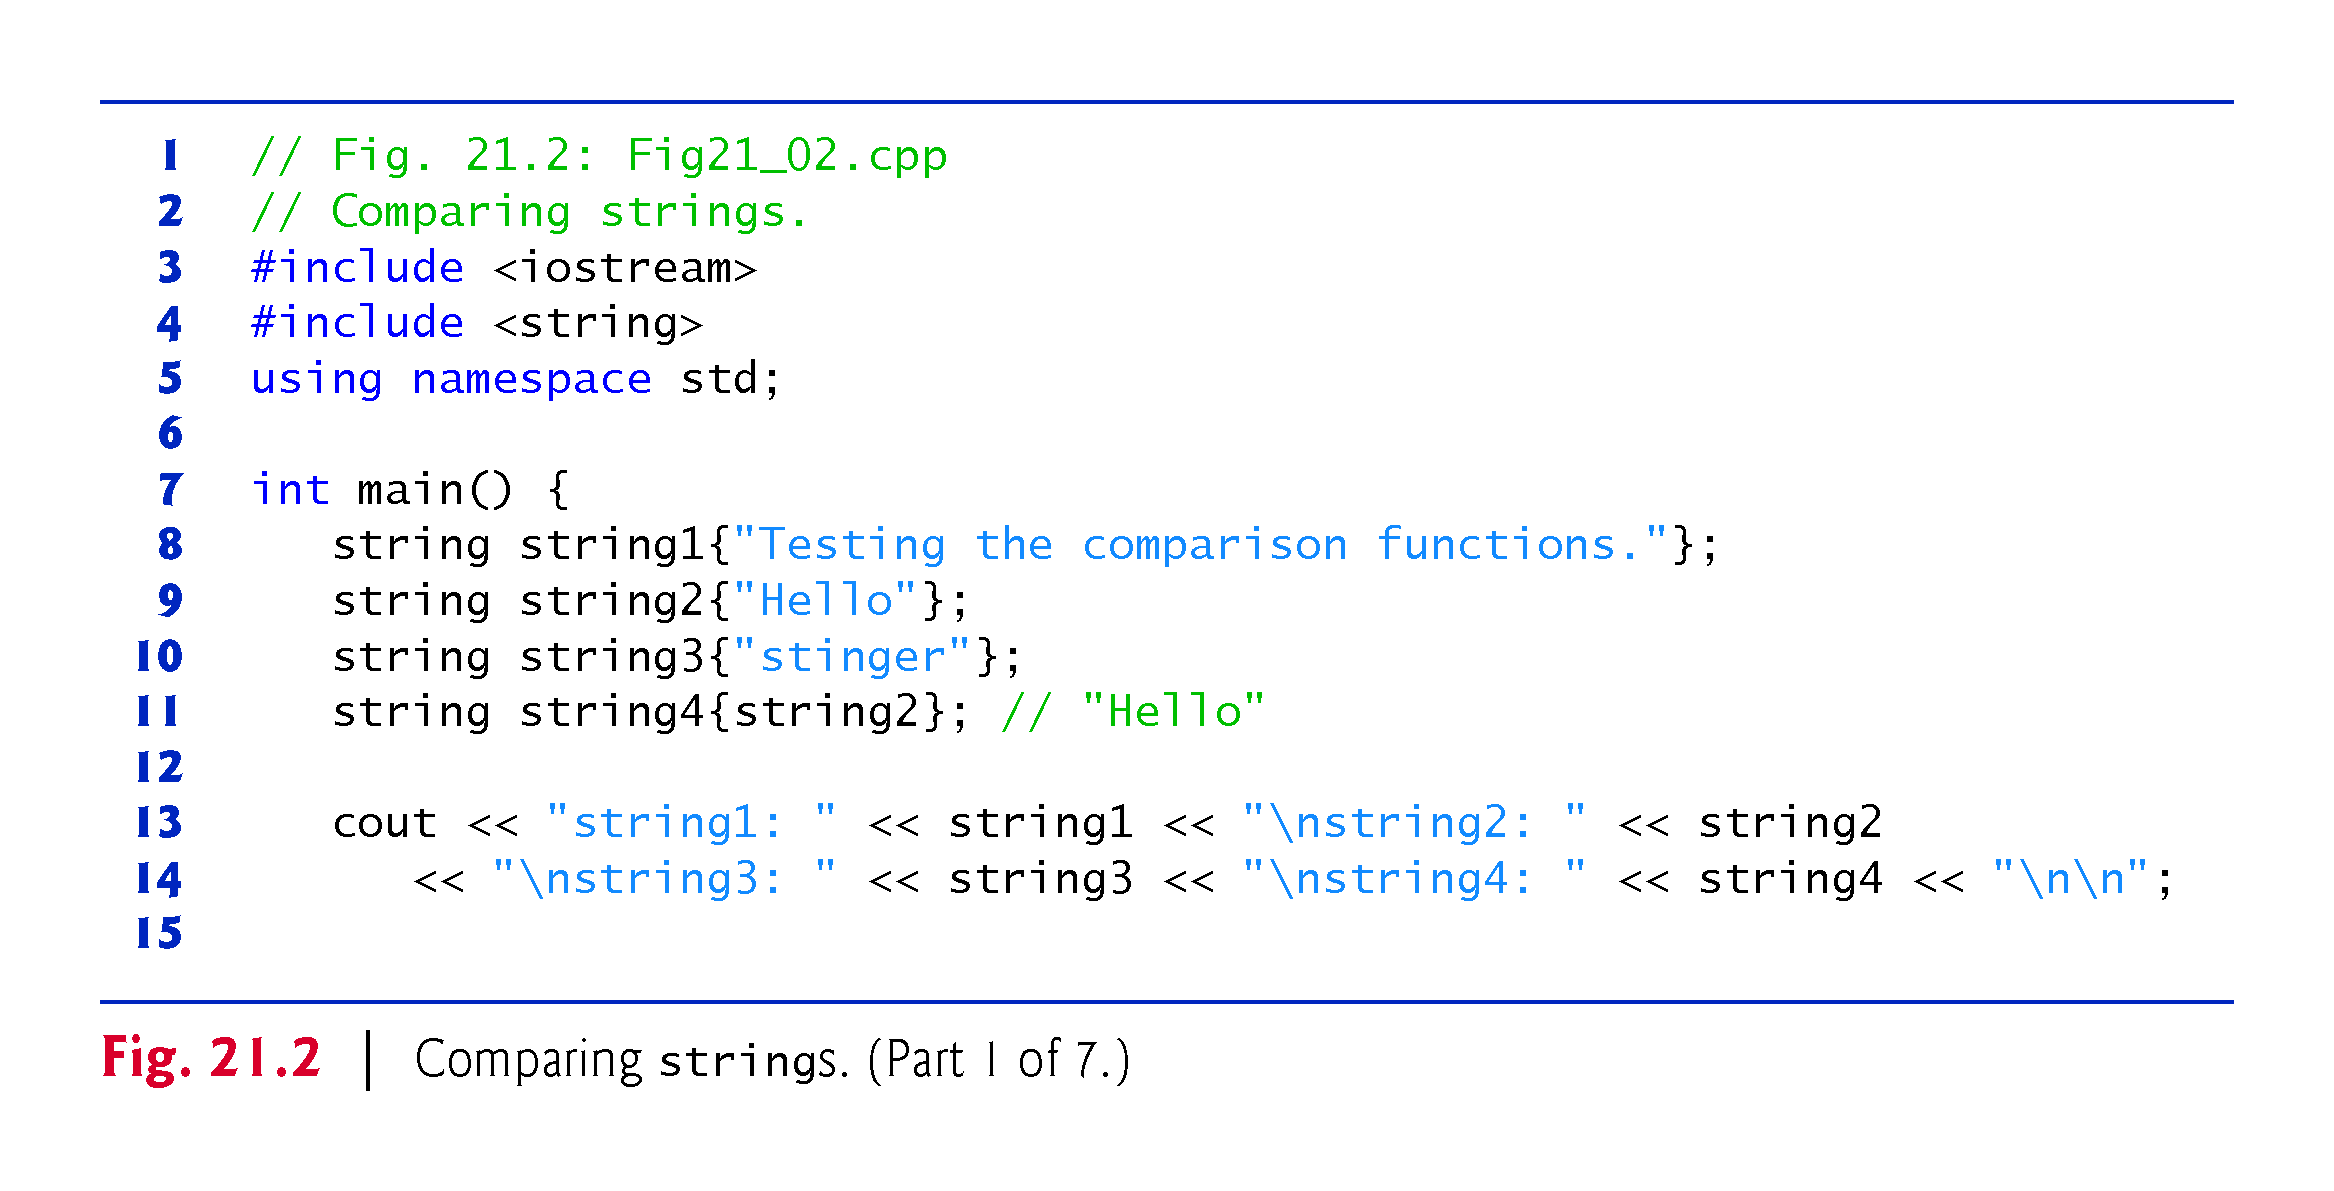 1 // Fig. 21.2: Fig21_02.cpp
2 // Comparing strings.
3 #include <iostream>
4 #include <string>
5 using namespace std;
6
7 int main() {
8    string string1{"Testing the comparison functions."};
9    string string2{"Hello"};
10    string string3{"stinger"};
11    string string4{string2}; // "Hello"
12
13    cout << "string1: " << string1 << "\nstring2: " << string2
14       << "\nstring3: " << string3 << "\nstring4: " << string4 << "\n\n";
15
Fig. 21.2 | Comparing strings. (Part 1 of 7.)